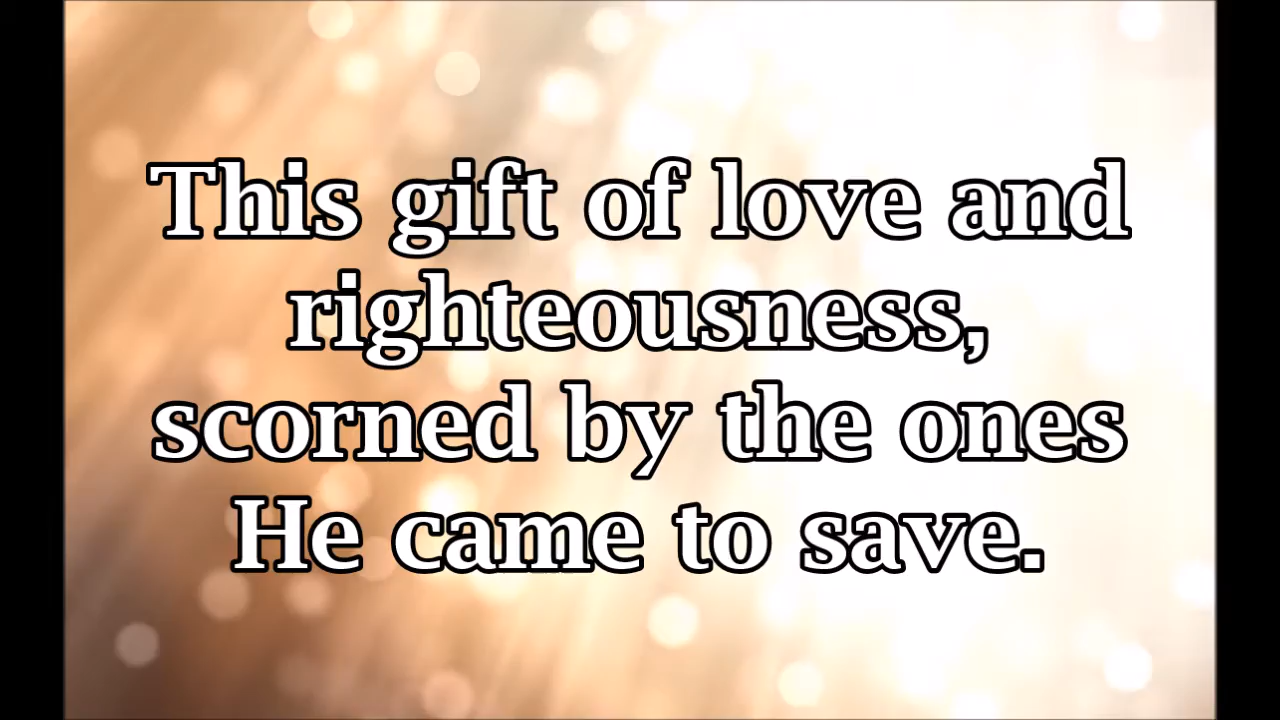 This gift of love and
righteousness,
scorned by the ones
He came to save.